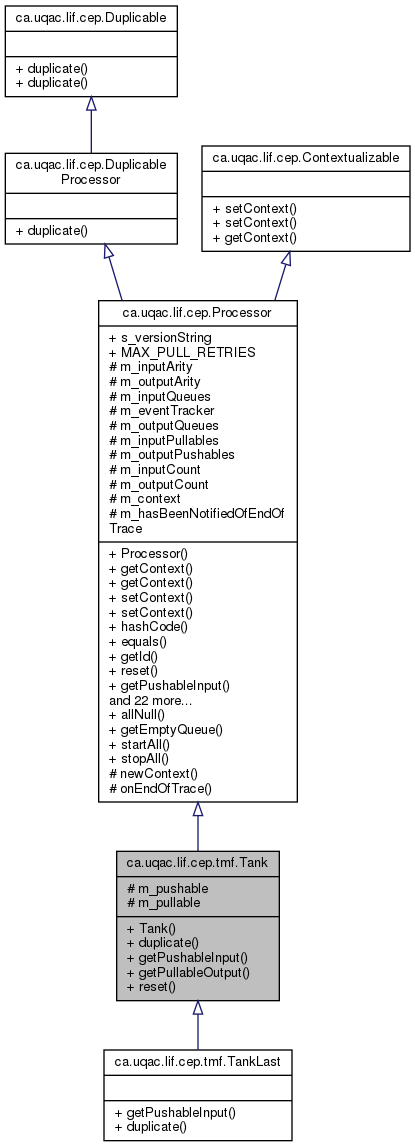 ca.uqac.lif.cep.Duplicable
+ duplicate()
+ duplicate()
ca.uqac.lif.cep.Duplicable
Processor
+ duplicate()
ca.uqac.lif.cep.Contextualizable
+ setContext()
+ setContext()
+ getContext()
ca.uqac.lif.cep.Processor
+ s_versionString
+ MAX_PULL_RETRIES
# m_inputArity
# m_outputArity
# m_inputQueues
# m_eventTracker
# m_outputQueues
# m_inputPullables
# m_outputPushables
# m_inputCount
# m_outputCount
# m_context
# m_hasBeenNotifiedOfEndOf
Trace
+ Processor()
+ getContext()
+ getContext()
+ setContext()
+ setContext()
+ hashCode()
+ equals()
+ getId()
+ reset()
+ getPushableInput()
and 22 more...
+ allNull()
+ getEmptyQueue()
+ startAll()
+ stopAll()
# newContext()
# onEndOfTrace()
ca.uqac.lif.cep.tmf.Tank
# m_pushable
# m_pullable
+ Tank()
+ duplicate()
+ getPushableInput()
+ getPullableOutput()
+ reset()
ca.uqac.lif.cep.tmf.TankLast
+ getPushableInput()
+ duplicate()